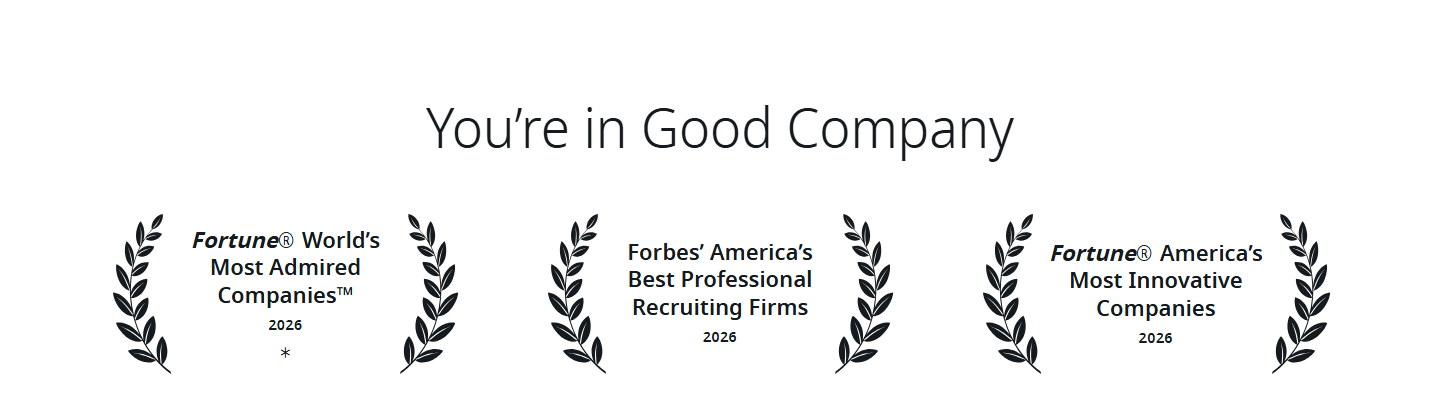 You’re in Good Company
Fortune® World’s
Most Admired
Companies™
2026
*
Forbes’ America’s
Best Professional
Recruiting Firms
2026
Fortune® America’s
Most Innovative
Companies
2026